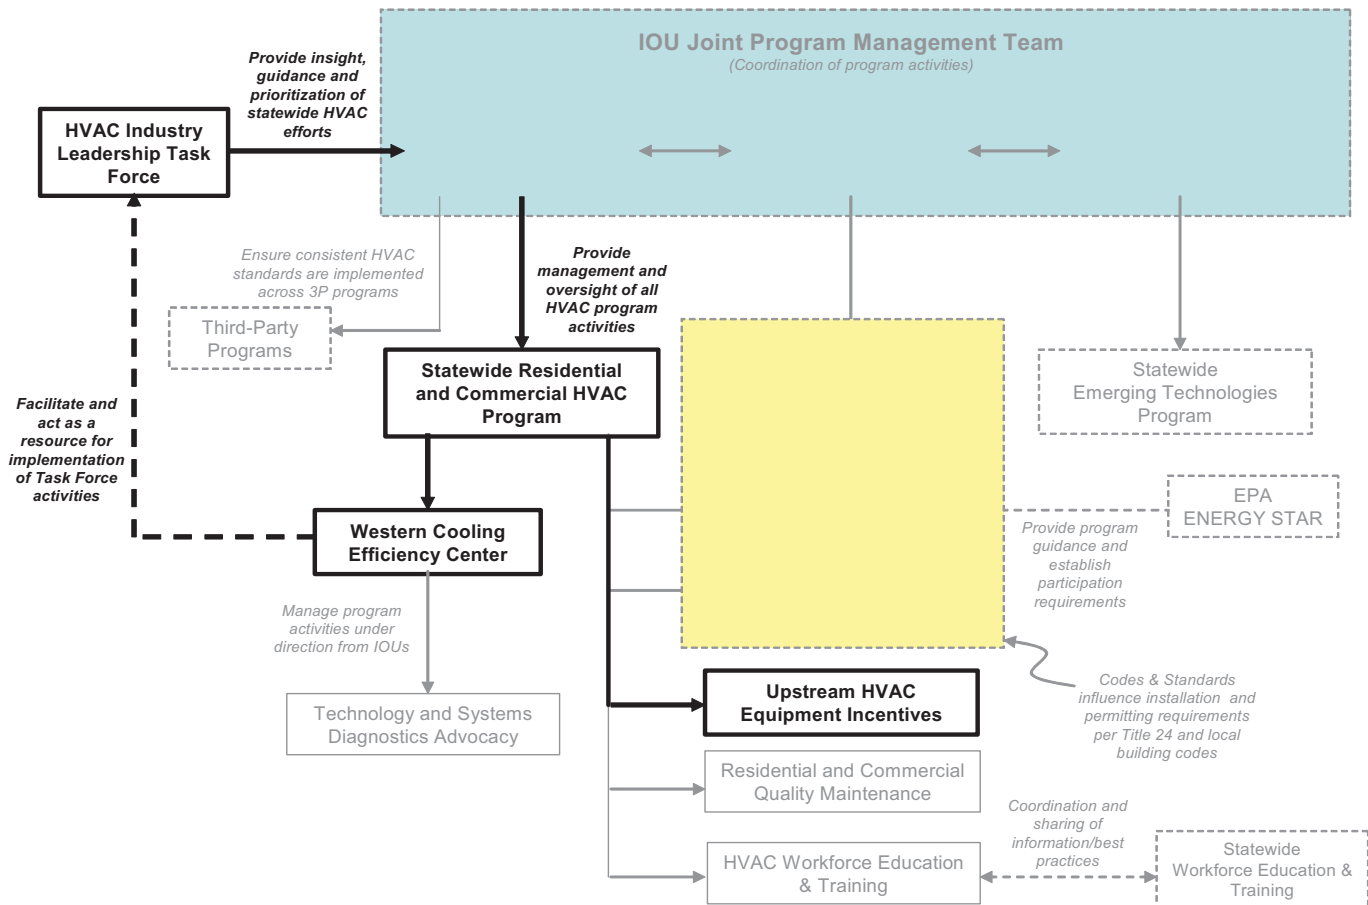 IOU Joint Program Management Team
(Coordination of program activities)
Provide insight,
guidance and
prioritization of
statewide HVAC
efforts
HVAC Industry
Leadership Task
Force
Ensure consistent HVAC
standards are implemented
across 3P programs
Provide
management and
oversight of all
HVAC program
activities
Third-Party
Programs
Statewide Residential
and Commercial HVAC
Program
Statewide
Emerging Technologies
Program
Facilitate and
act as a
resource for
implementation
of Task Force
activities
EPA
ENERGY STAR
Western Cooling
Efficiency Center
Provide program
guidance and
establish
participation
requirements
Manage program
activities under
direction from IOUs
Technology and Systems
Diagnostics Advocacy
Upstream HVAC
Equipment Incentives
Codes & Standards
influence installation and
permitting requirements
per Title 24 and local
building codes
Residential and Commercial
Quality Maintenance
Coordination and
sharing of
information/best
practices
HVAC Workforce Education
& Training
Statewide
Workforce Education &
Training